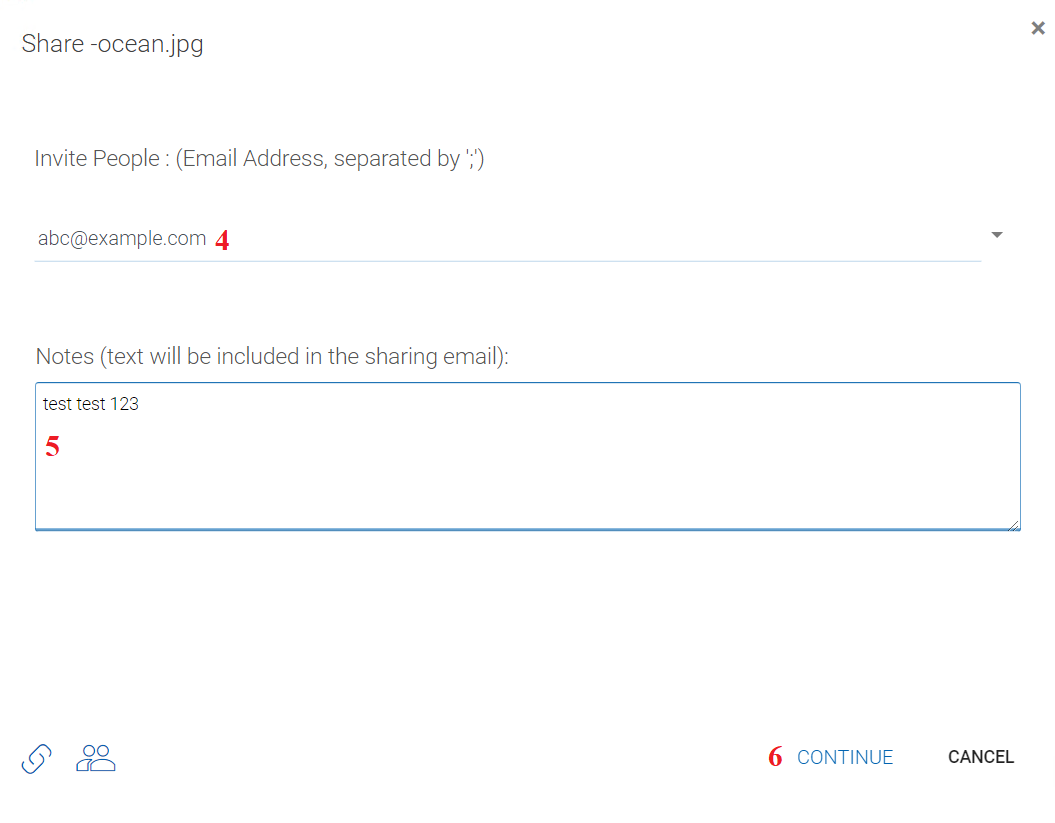 Share -ocean.jpg
×
Invite People : (Email Address, separated by ';')
abc@example.com 4
Notes (text will be included in the sharing email):
test test 123
5
6 CONTINUE CANCEL